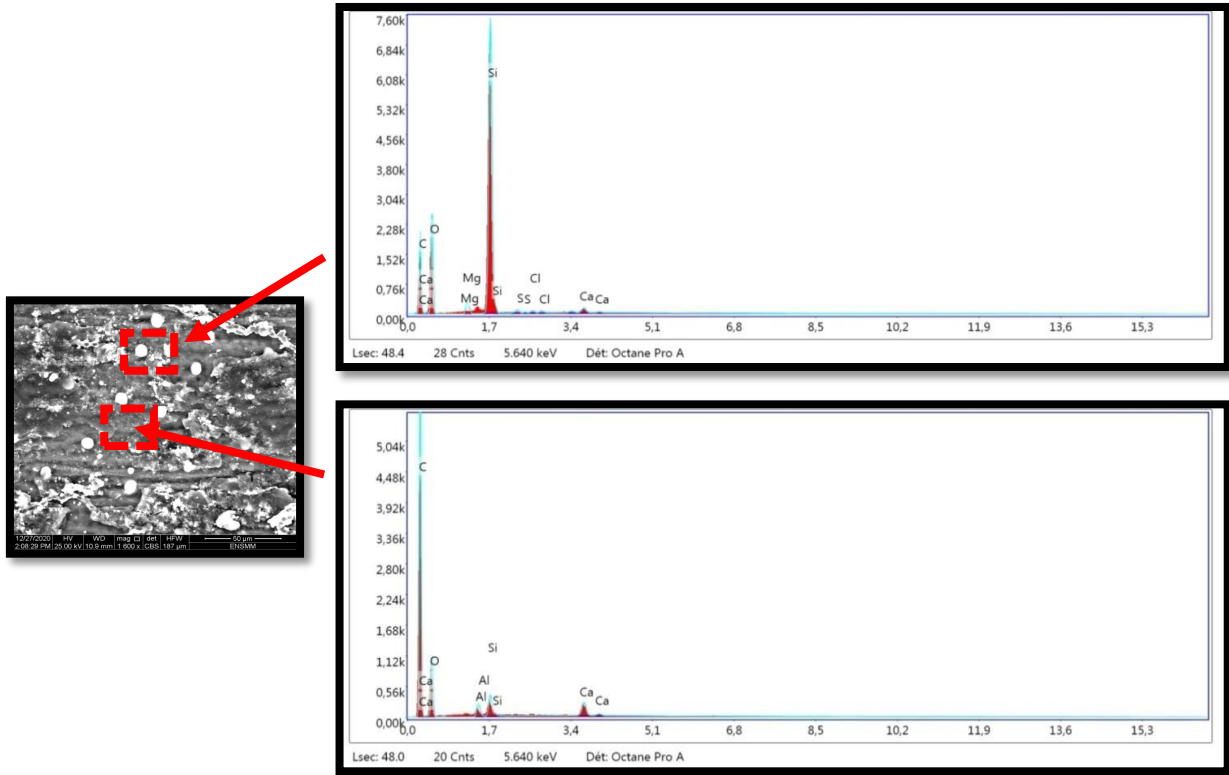 7,60k
6,84k
6,08k
5,32k
4,56k
3,80k
3,04k
2,28k
1,52k
0,76k
0,00k
Si
O
C
Ca
Ca
Mg
Mg
Si
S S
Cl
Cl
Ca Ca
0,0 1,7 3,4 5,1 6,8 8,5 10,2 11,9 13,6 15,3
Lsec: 48.4 28 Cnts 5.640 keV Dét: Octane Pro A
12/27/2020 HV WD mag □ det HFW 50 µm
2:08:29 PM 25.00 kV 10.9 mm 1 600 x CBS 187 µm ENSMM
5,04k
4,48k
3,92k
3,36k
2,80k
2,24k
1,68k
1,12k
0,56k
0,00k
C
O
Ca
Ca
Si
Al
Al
Si
Ca
Ca
0,0 1,7 3,4 5,1 6,8 8,5 10,2 11,9 13,6 15,3
Lsec: 48.0 20 Cnts 5.640 keV Dét: Octane Pro A